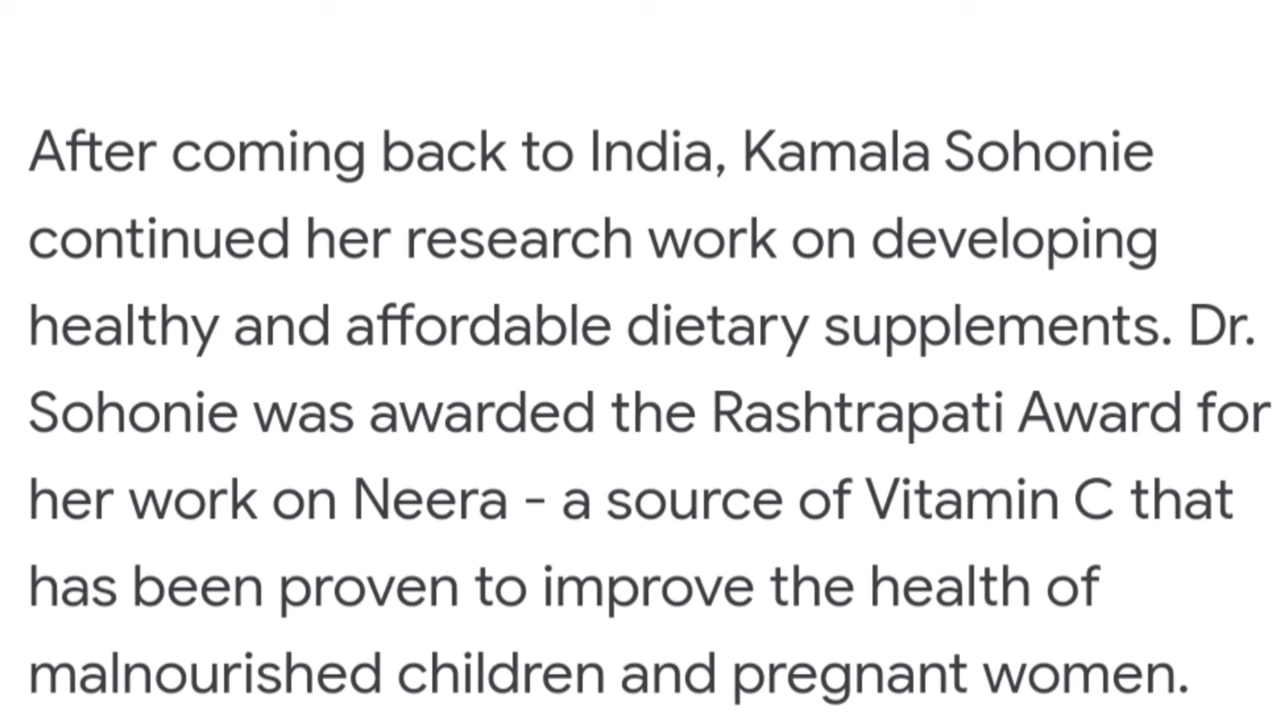 After coming back to India, Kamala Sohonie
continued her research work on developing
healthy and affordable dietary supplements. Dr.
Sohonie was awarded the Rashtrapati Award for
her work on Neera - a source of Vitamin C that
has been proven to improve the health of
malnourished children and pregnant women.